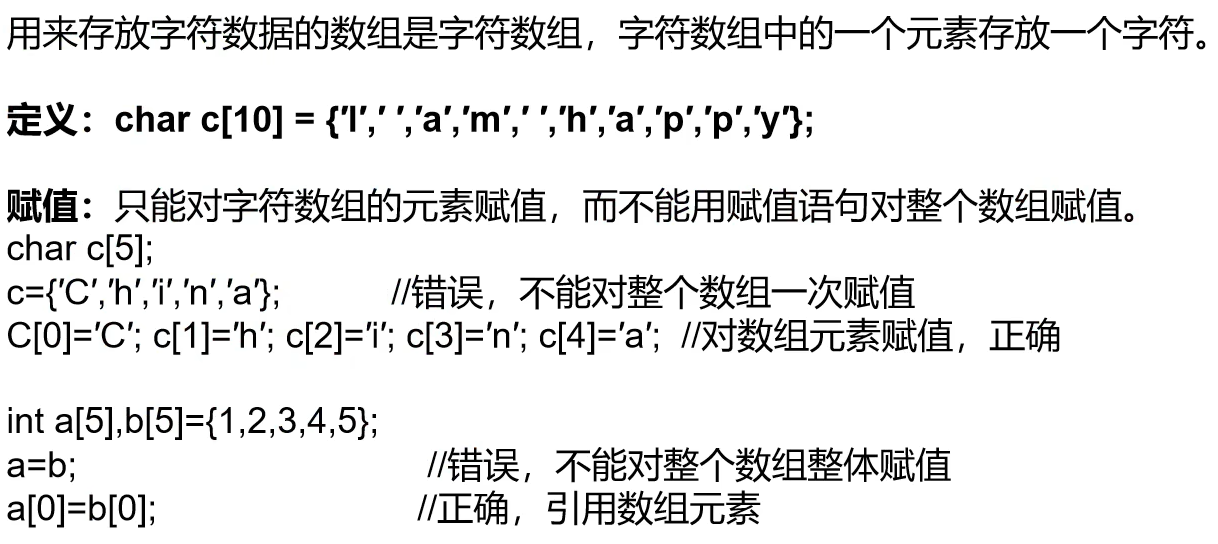 用来存放字符数据的数组是字符数组，字符数组中的一个元素存放一个字符。
定义：char c[10] = {′I′,′ ′,′a′,′m′,′ ′,′h′,′a′,′p′,′p′,′y′};
赋值：只能对字符数组的元素赋值，而不能用赋值语句对整个数组赋值。
char c[5];
c={′C′,′h′,′i′,′n′,′a′}; //错误，不能对整个数组一次赋值
C[0]=′C′; c[1]=′h′; c[2]=′i′; c[3]=′n′; c[4]=′a′; //对数组元素赋值，正确
int a[5],b[5]={1,2,3,4,5};
a=b; //错误，不能对整个数组整体赋值
a[0]=b[0]; //正确，引用数组元素